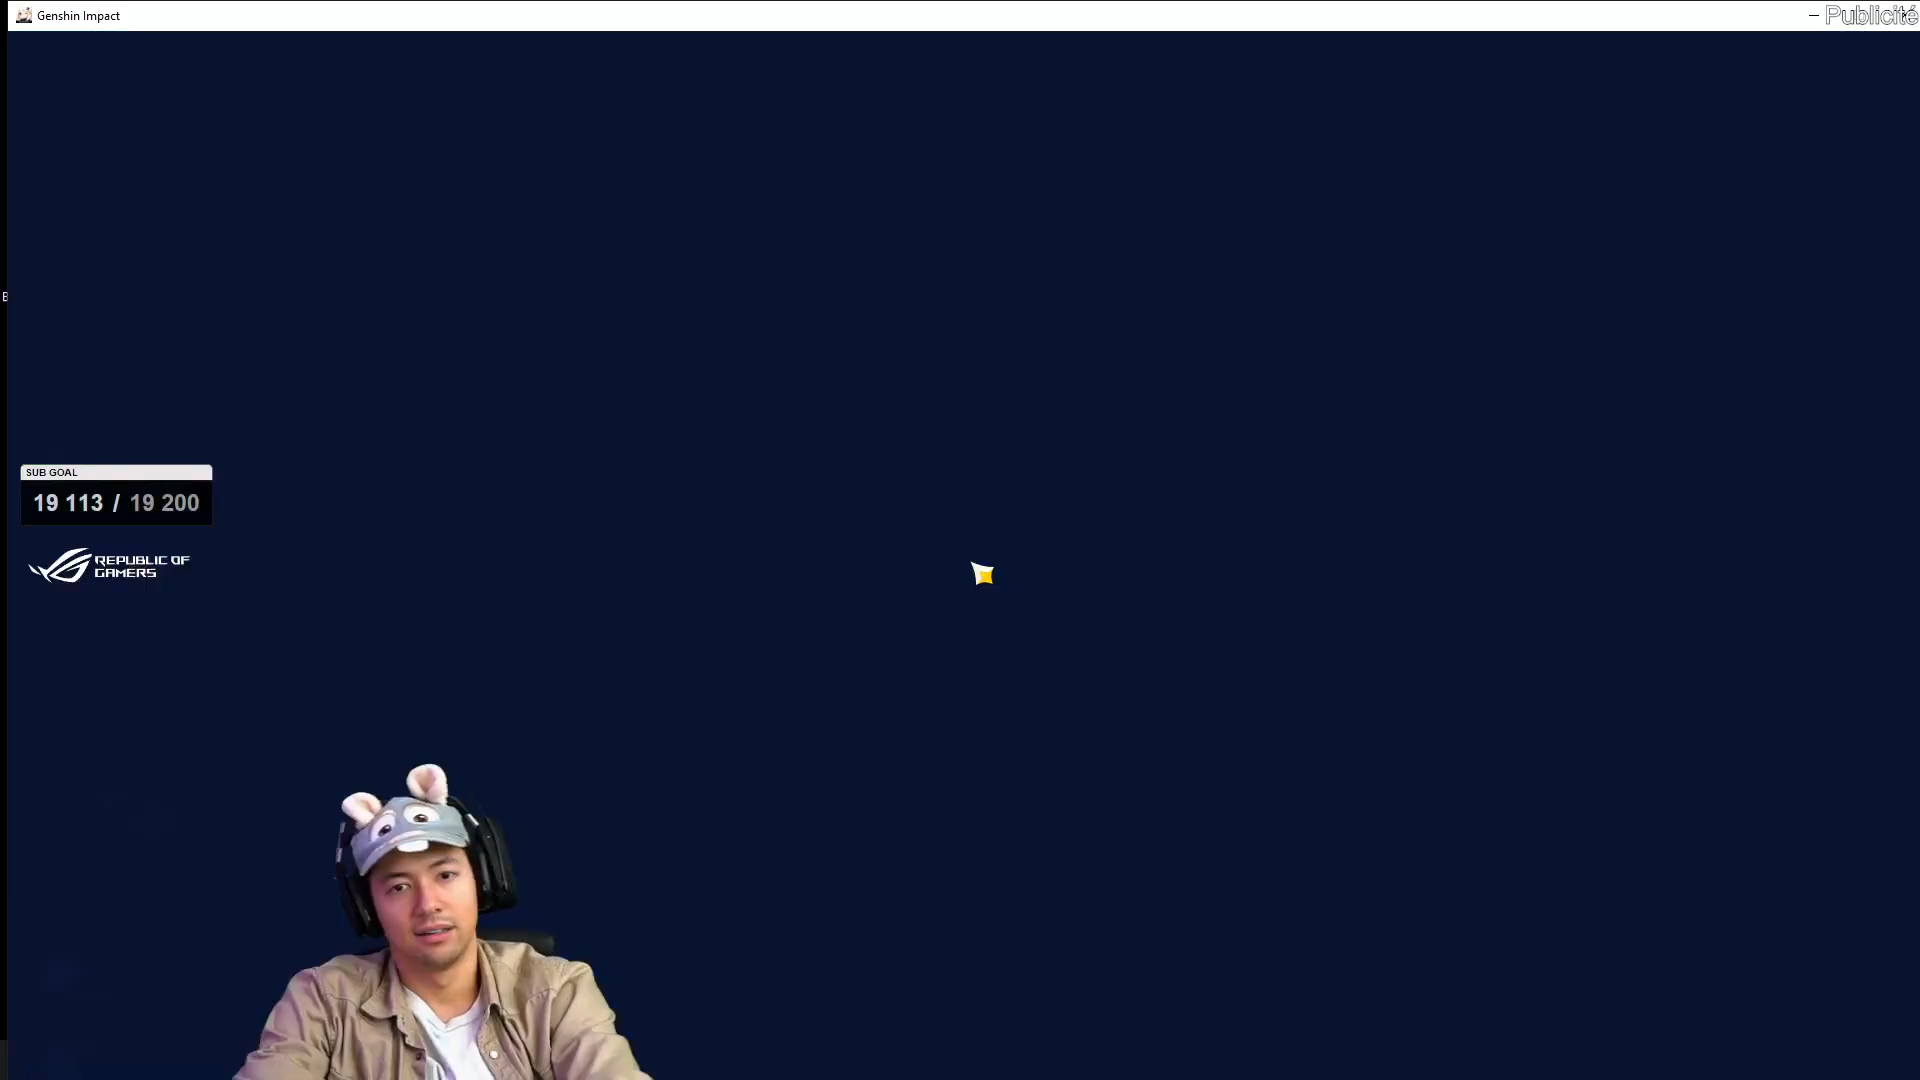 Genshin Impact
Publicité
B
SUB GOAL
19 113 / 19 200
REPUBLIC OF
GAMERS